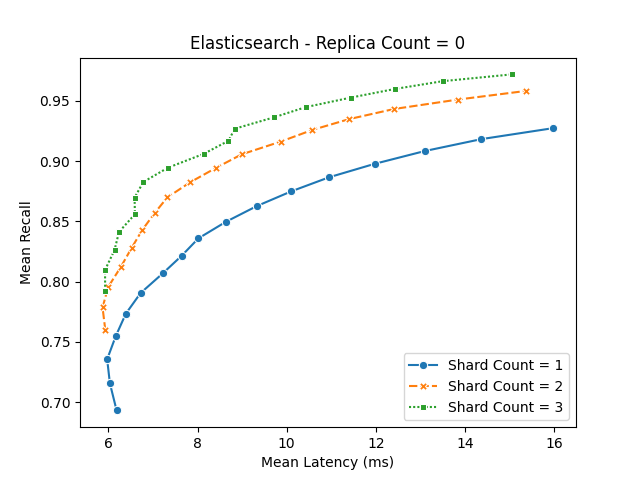 Elasticsearch - Replica Count = 0
Mean Recall
0.95
0.90
0.85
0.80
0.75
0.70
Shard Count = 1
Shard Count = 2
Shard Count = 3
6 8 10 12 14 16
Mean Latency (ms)